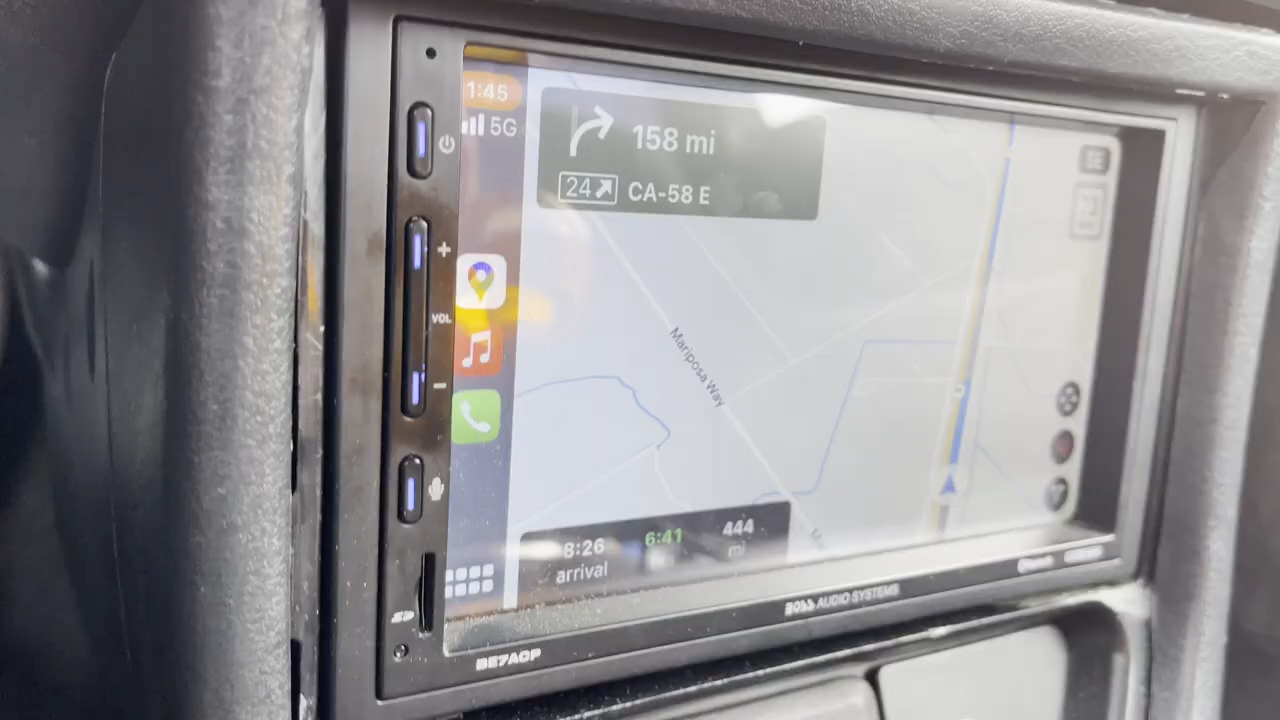 1:45
5G
158 mi
24
CA-58 E
SE
VOL
Mariposa Way
8:26
arrival
6:41
444
mi
BOSS AUDIO SYSTEMS
BE7ACP